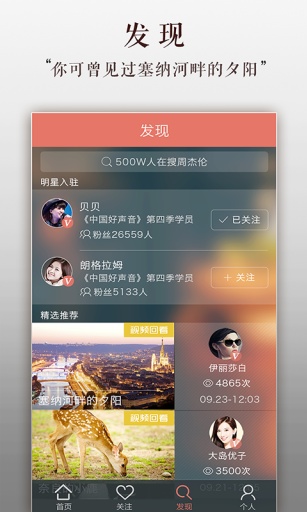 发现
“你可曾见过塞纳河畔的夕阳”
发现
500W人在搜周杰伦
明星入驻
贝贝
《中国好声音》第四季学员
粉丝26559人
已关注
朗格拉姆
《中国好声音》第四季学员
粉丝5133人
+ 关注
精选推荐
视频回看
塞纳河畔的夕阳
伊丽莎白
4865次
09.23-12:03
视频回看
大岛优子
3500次
首页
关注
发现
个人